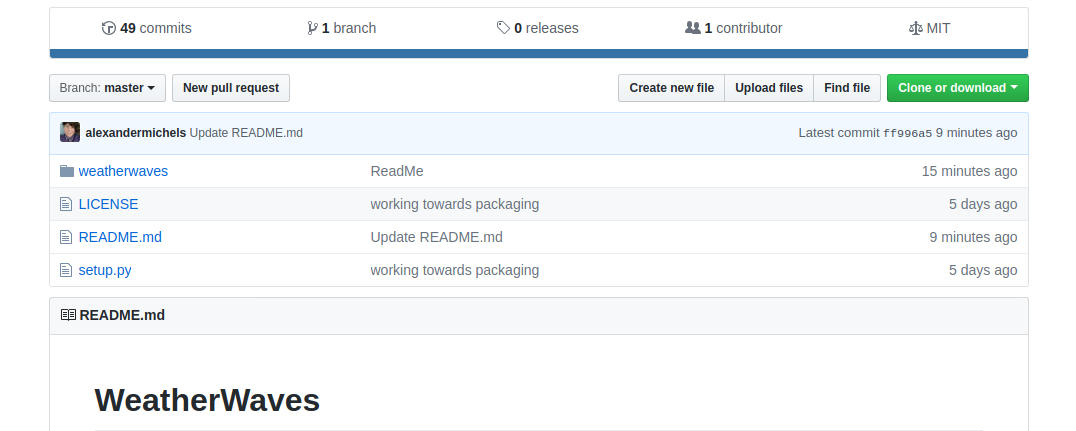 49 commits 1 branch 0 releases 1 contributor MIT
Branch: master New pull request Create new file Upload files Find file Clone or download
alexandermichels Update README.md Latest commit ff996a5 9 minutes ago
weatherwaves ReadMe 15 minutes ago
LICENSE working towards packaging 5 days ago
README.md Update README.md 9 minutes ago
setup.py working towards packaging 5 days ago
README.md
WeatherWaves